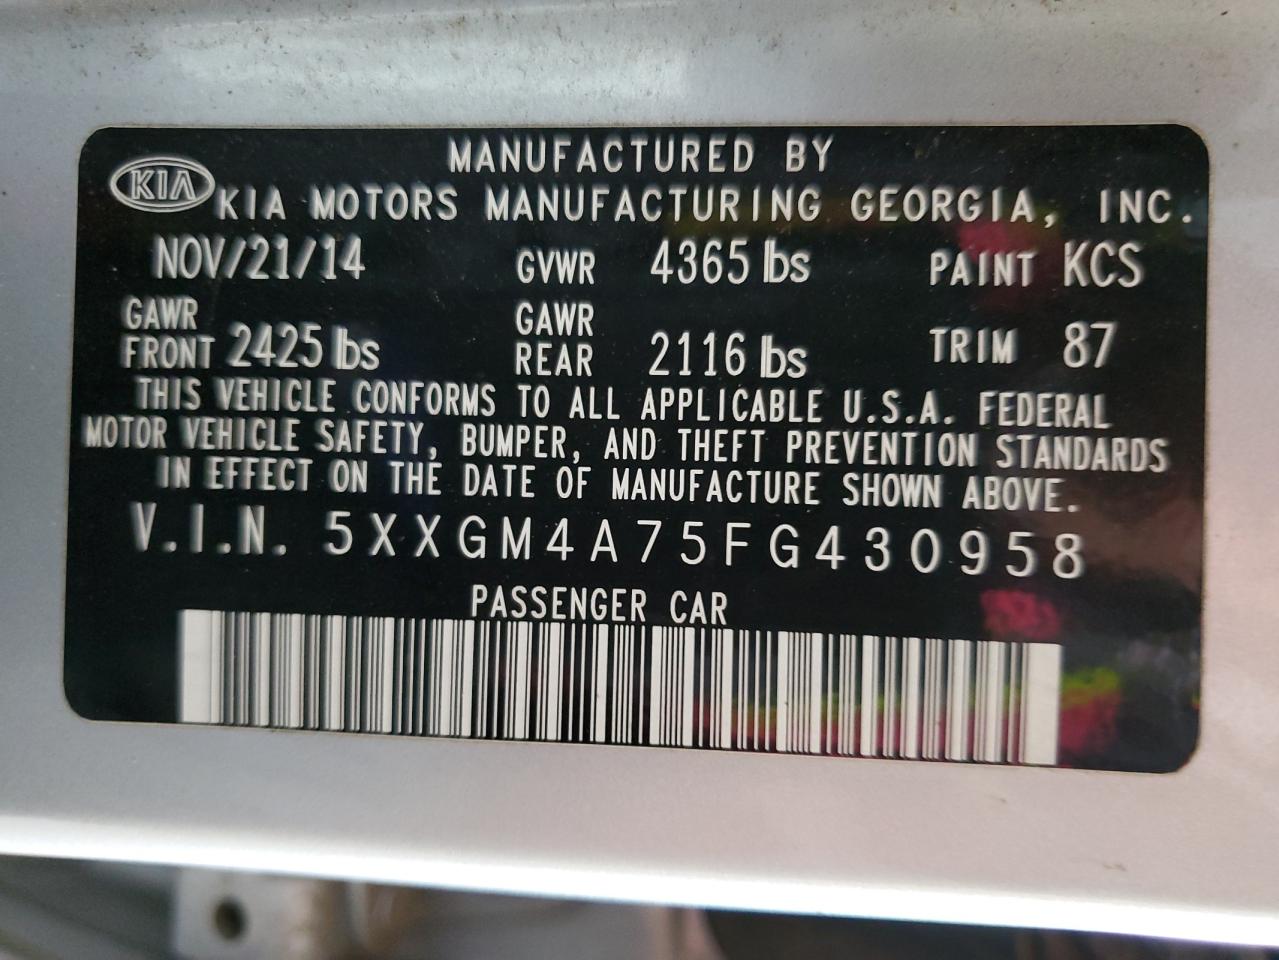 MANUFACTURED BY
KIA KIA MOTORS MANUFACTURING GEORGIA, INC.
NOV/21/14 GVWR 4365 lbs PAINT KCS
GAWR FRONT 2425 lbs GAWR REAR 2116 lbs TRIM 87
THIS VEHICLE CONFORMS TO ALL APPLICABLE U.S.A. FEDERAL
MOTOR VEHICLE SAFETY, BUMPER, AND THEFT PREVENTION STANDARDS
IN EFFECT ON THE DATE OF MANUFACTURE SHOWN ABOVE.
V.I.N. 5XXGM4A75FG430958
PASSENGER CAR